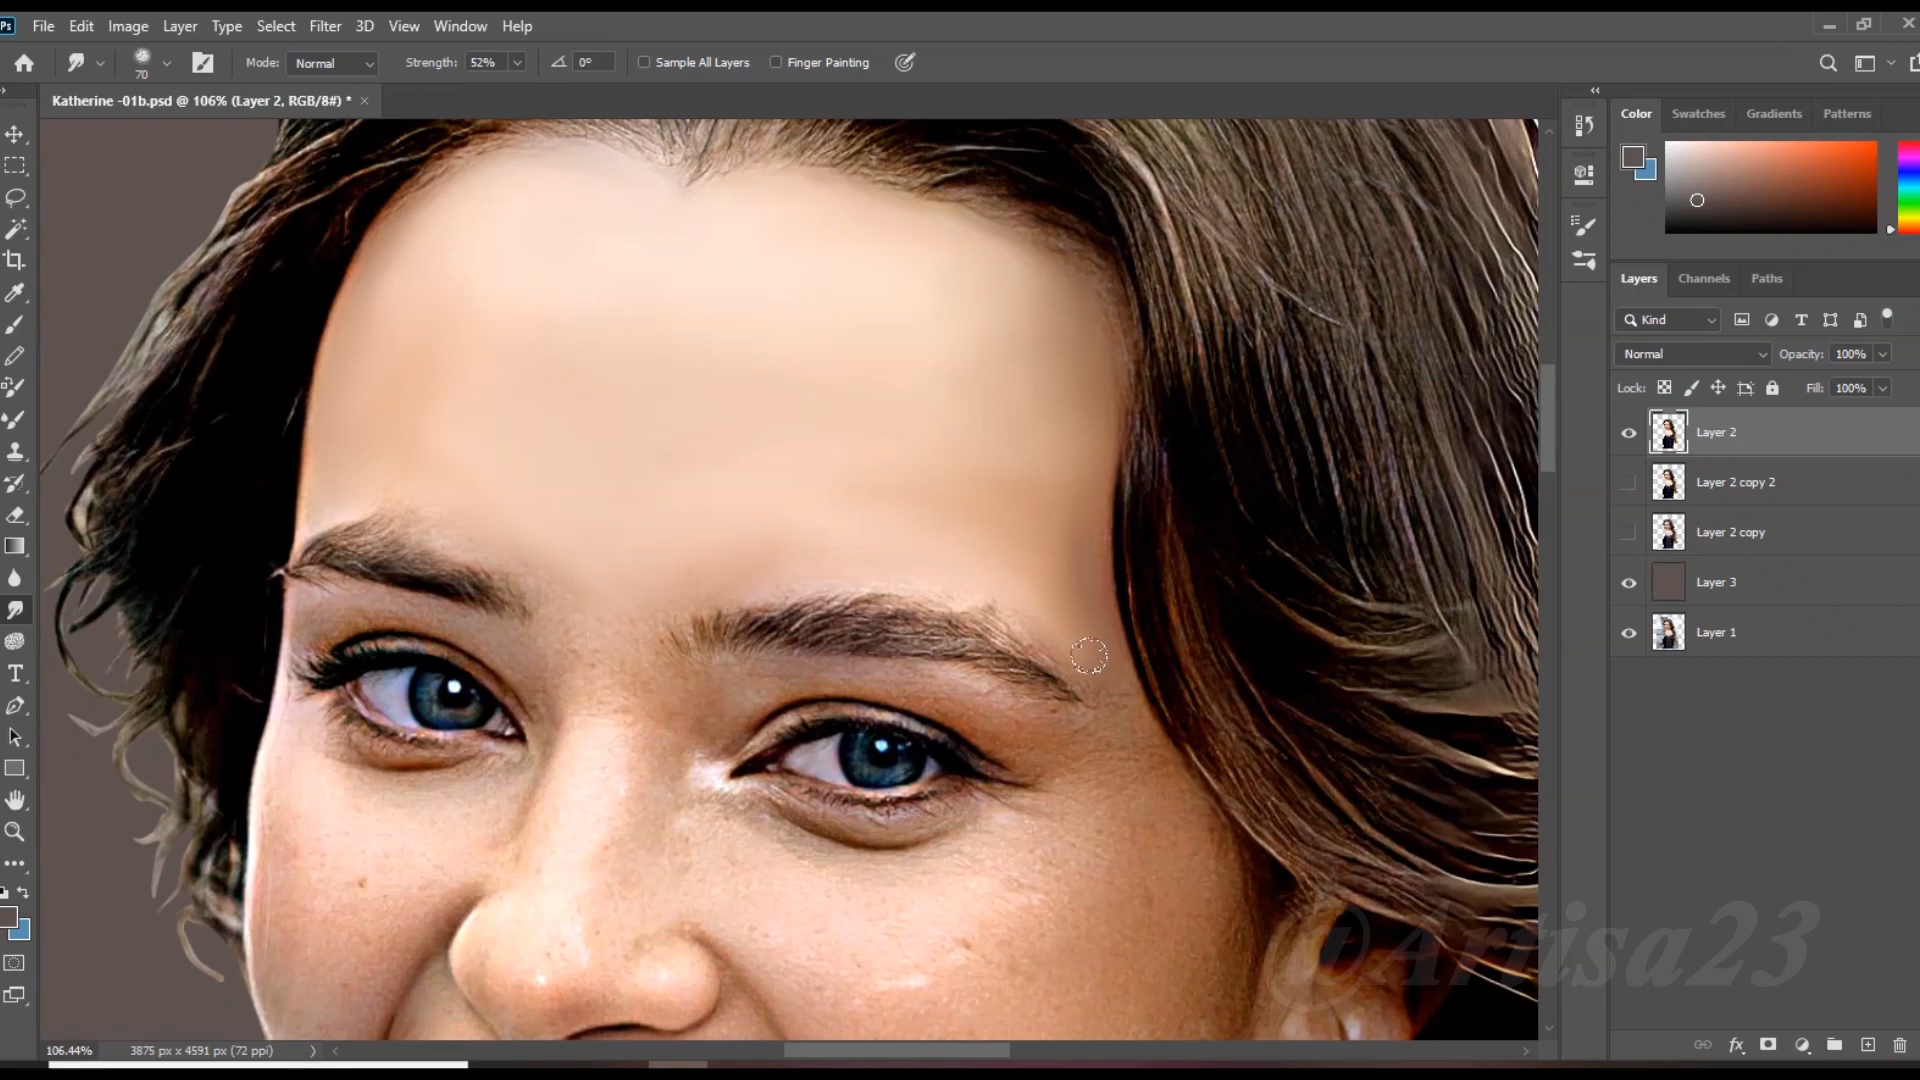 Ps File Edit Image Layer Type Select Filter 3D View Window Help
70 Mode: Normal Strength: 52% 0° Sample All Layers Finger Painting
Katherine -01b.psd @ 106% (Layer 2, RGB/8#) * ×
Color Swatches Gradients Patterns
Layers Channels Paths
Kind
Normal Opacity: 100%
Lock: Fill: 100%
Layer 2
Layer 2 copy 2
Layer 2 copy
Layer 3
Layer 1
@Artisa23
106.44% 3875 px x 4591 px (72 ppi)